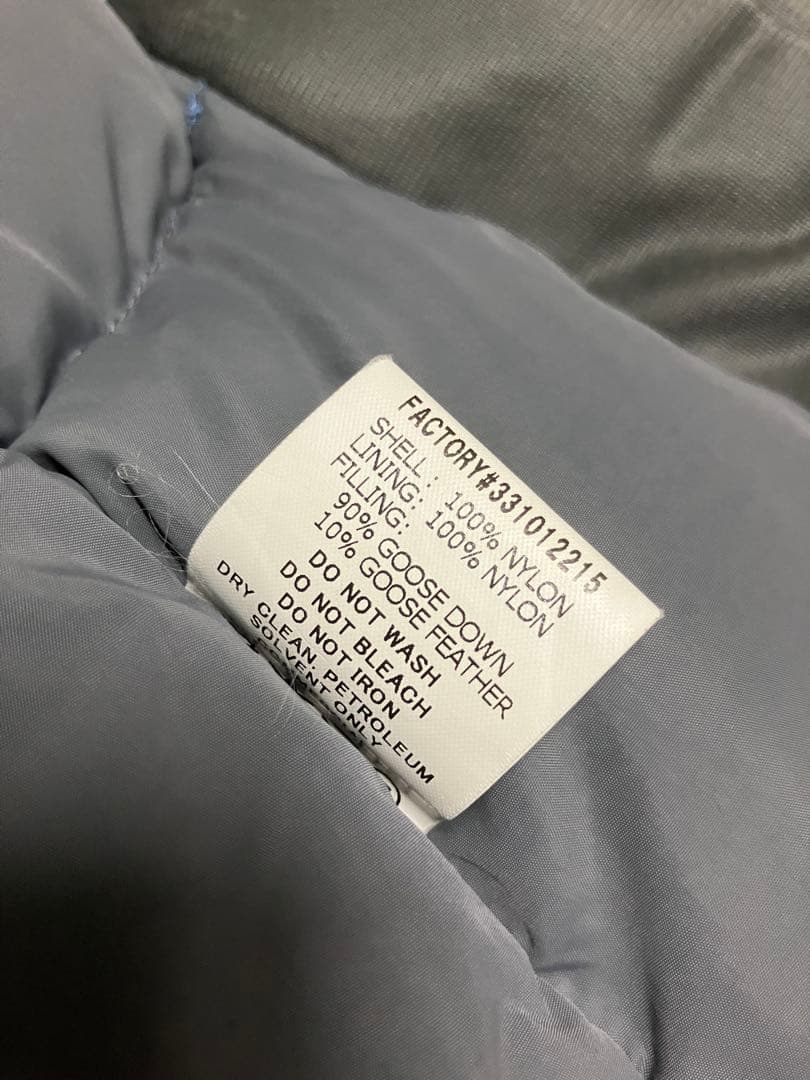 FACTORY#331012215
SHELL : 100% NYLON
LINING: 100% NYLON
FILLING:
90% GOOSE DOWN
10% GOOSE FEATHER
DO NOT WASH
DO NOT BLEACH
DO NOT IRON
DRY CLEAN, PETROLEUM
SOLVENT ONLY